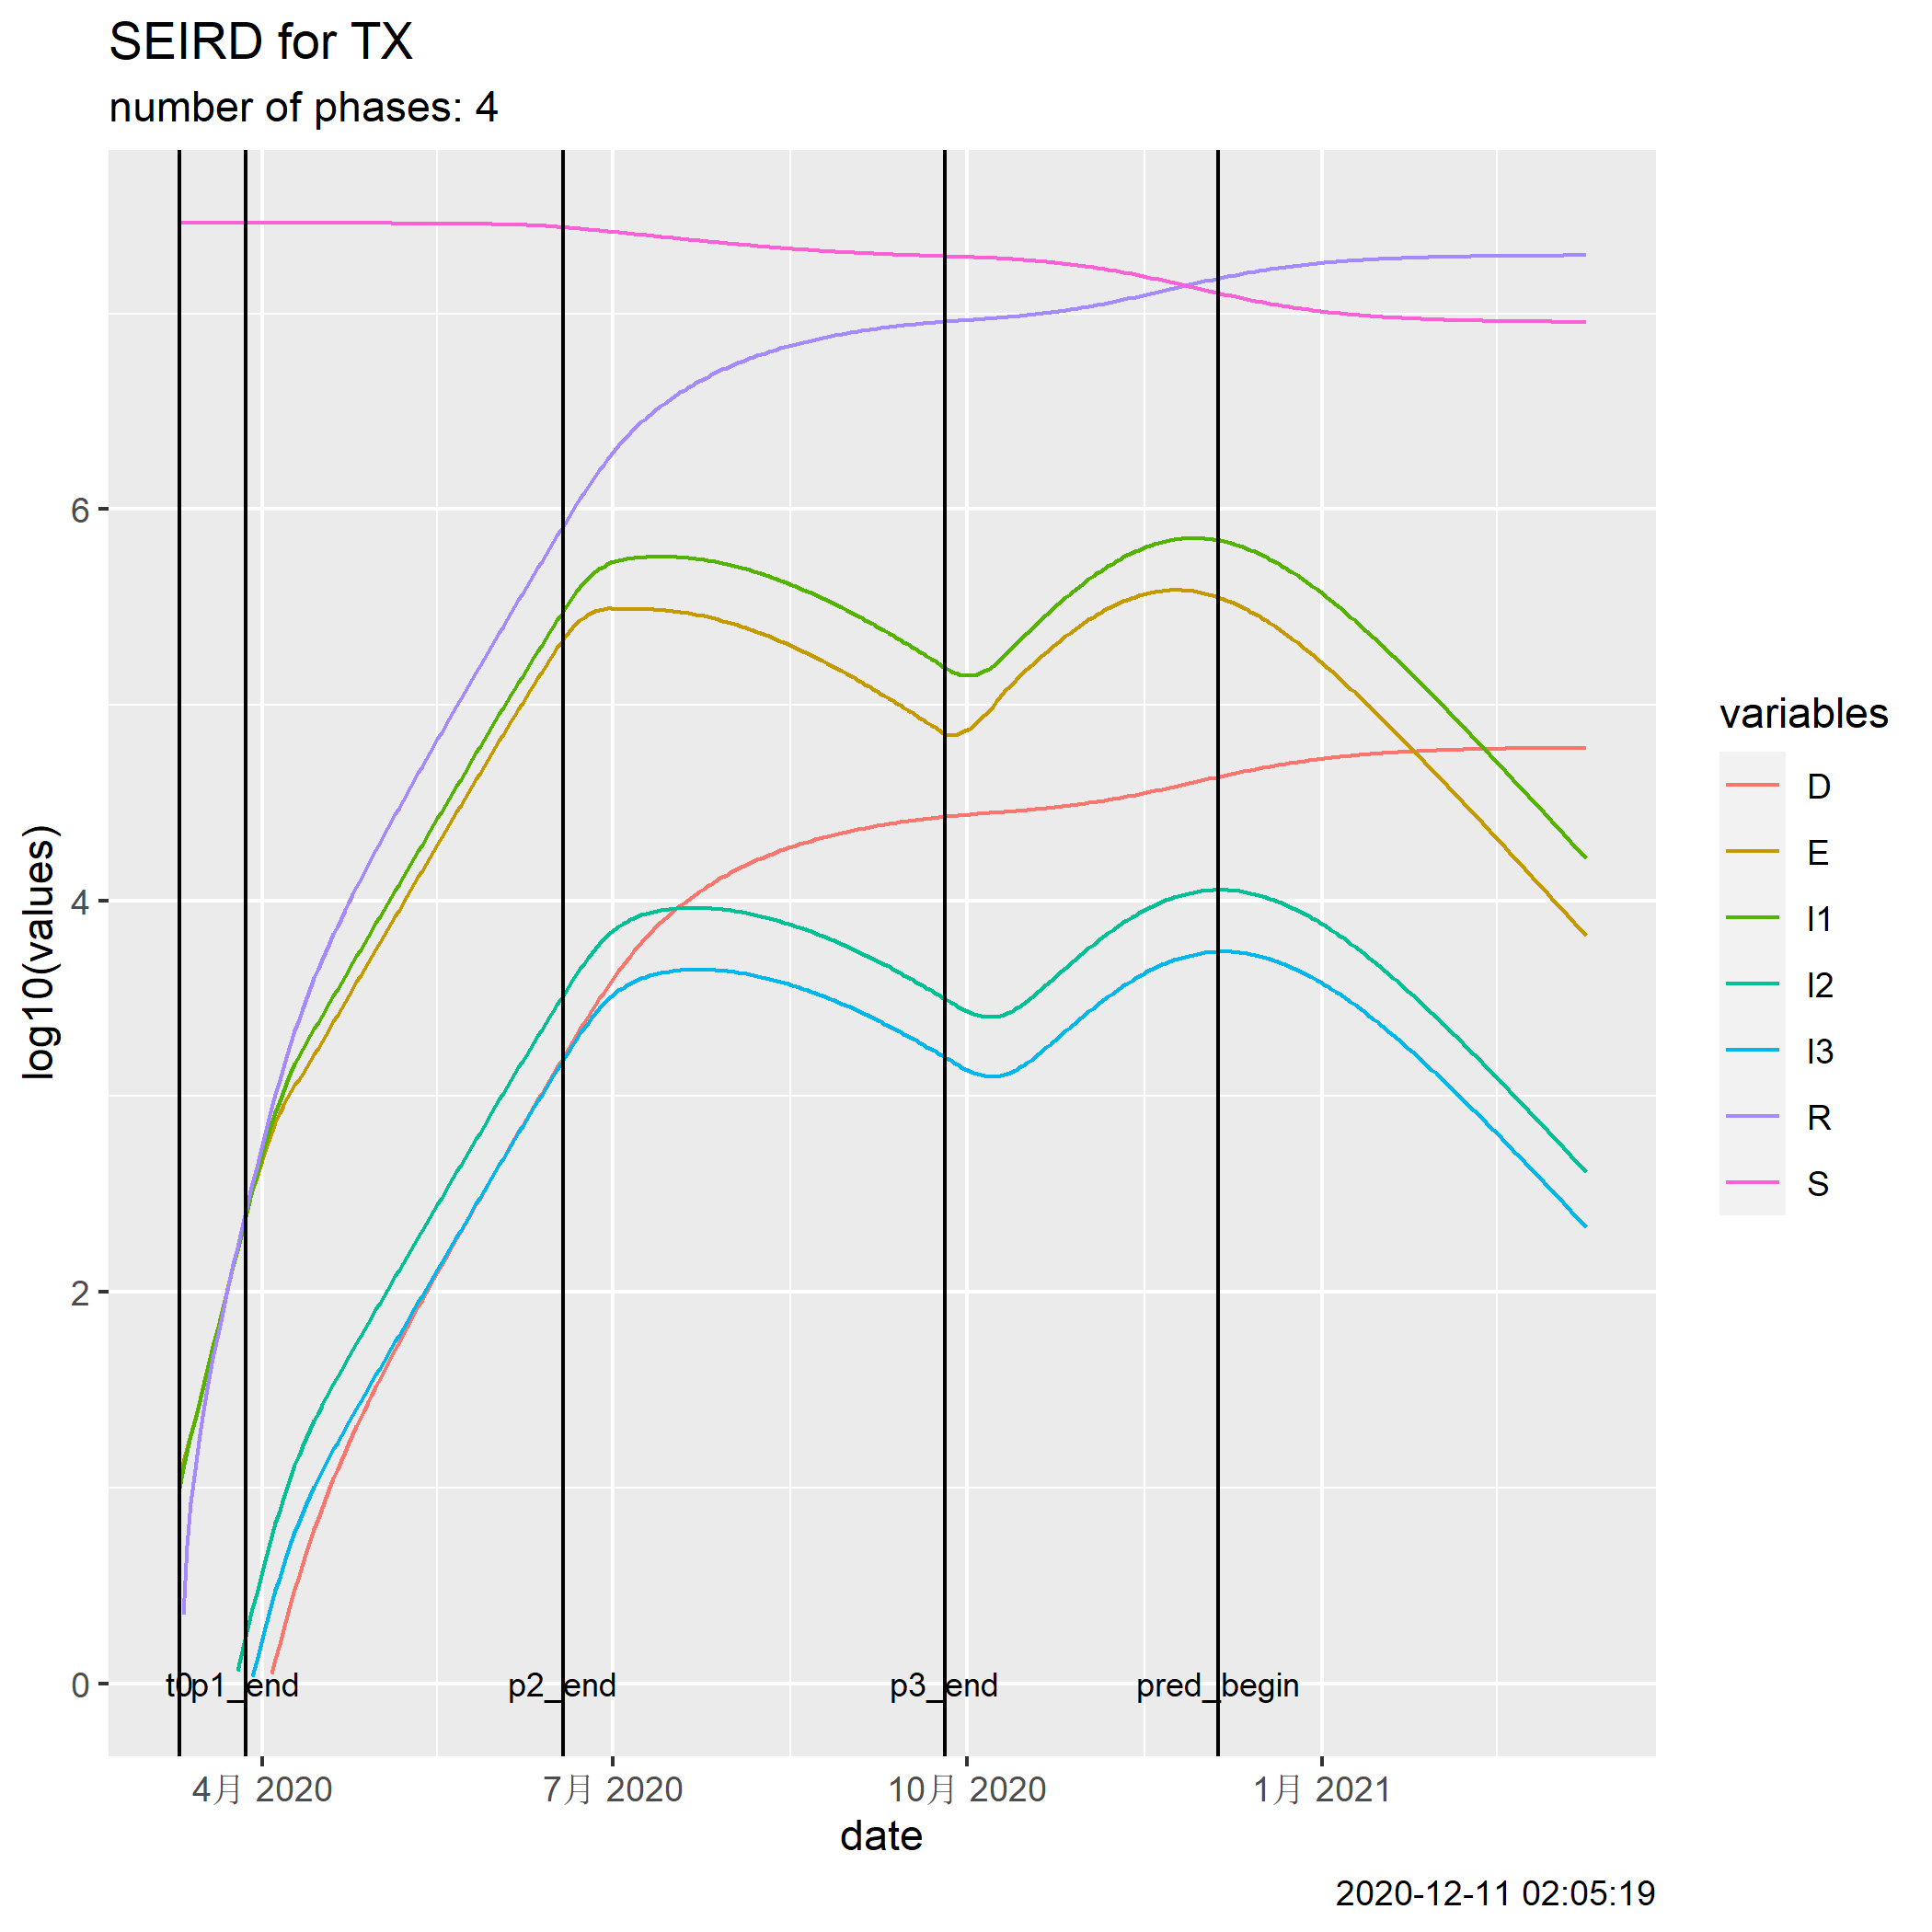 SEIRD for TX
number of phases: 4
log10(values)
6
4
2
0
t0 p1_end p2_end p3_end pred_begin
4月 2020 7月 2020 10月 2020 1月 2021
date
variables
D
E
I1
I2
I3
R
S
2020-12-11 02:05:19